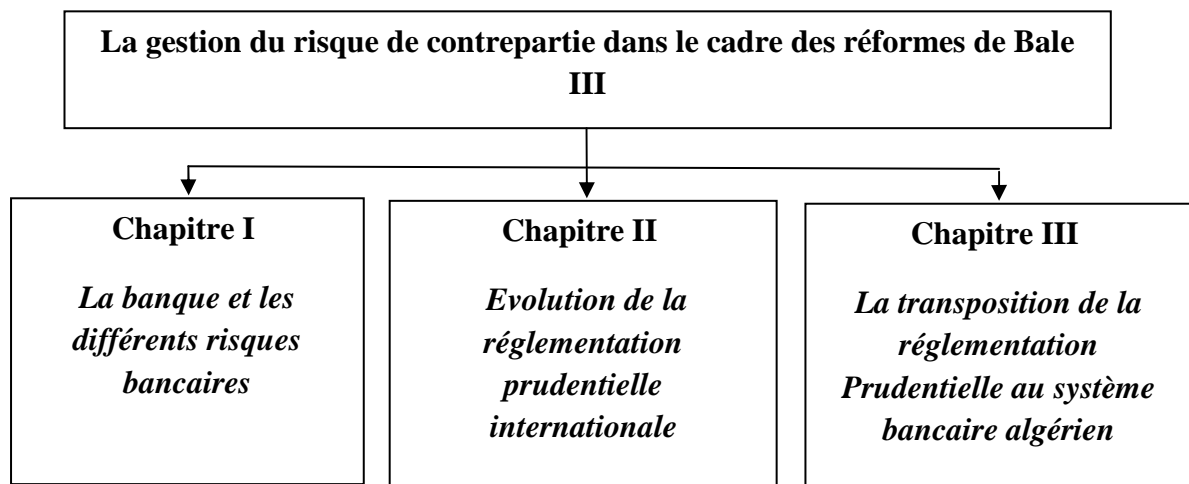 La gestion du risque de contrepartie dans le cadre des réformes de Bale
III
Chapitre I
La banque et les
différents risques
bancaires
Chapitre II
Evolution de la
réglementation
prudentielle
internationale
Chapitre III
La transposition de la
réglementation
Prudentielle au système
bancaire algérien